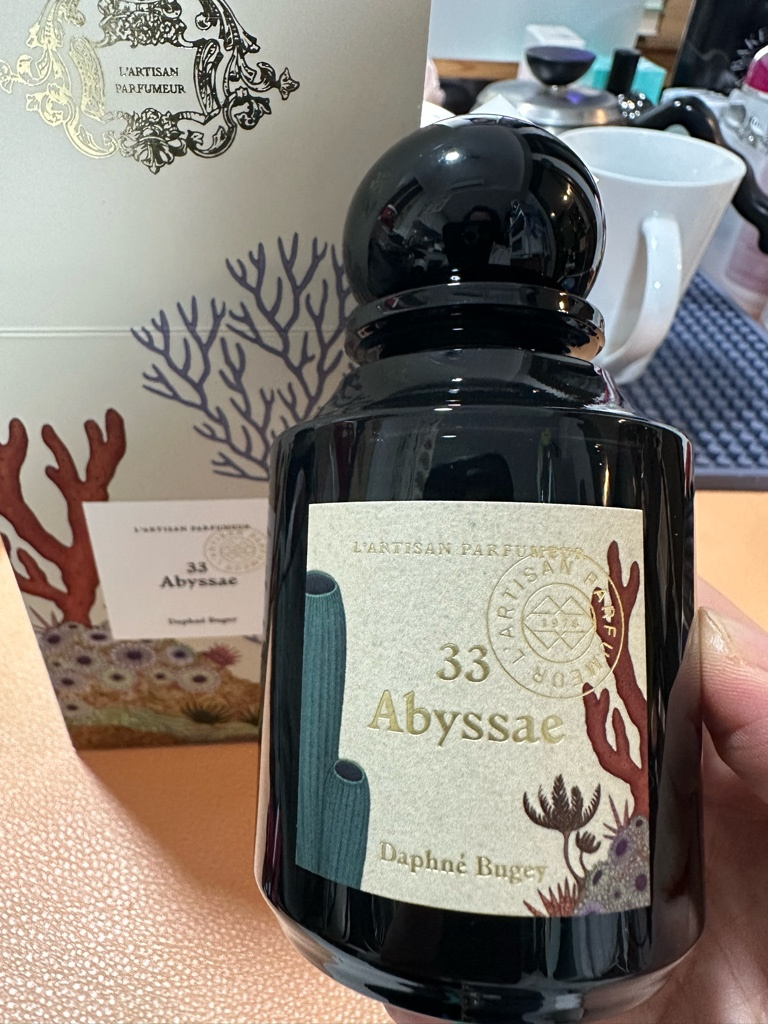 L'ARTISAN
PARFUMEUR
L'ARTISAN PARFUMEUR
33
Abyssae
Daphné Bugey
L'ARTISAN PARFUMEUR
L'ARTISAN PARFUMEUR
1976
33
Abyssae
Daphné Bugey